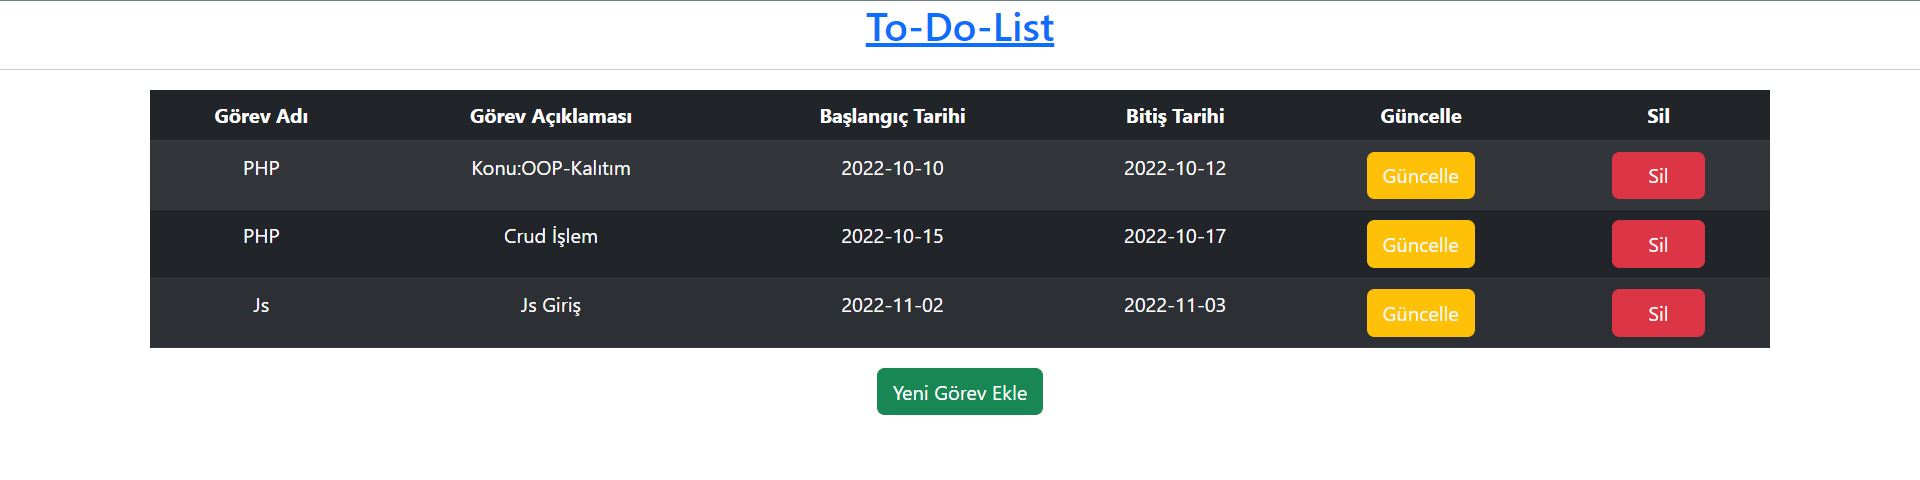 To-Do-List
Görev Adı Görev Açıklaması Başlangıç Tarihi Bitiş Tarihi Güncelle Sil
PHP Konu:OOP-Kalıtım 2022-10-10 2022-10-12 Güncelle Sil
PHP Crud İşlem 2022-10-15 2022-10-17 Güncelle Sil
Js Js Giriş 2022-11-02 2022-11-03 Güncelle Sil
Yeni Görev Ekle